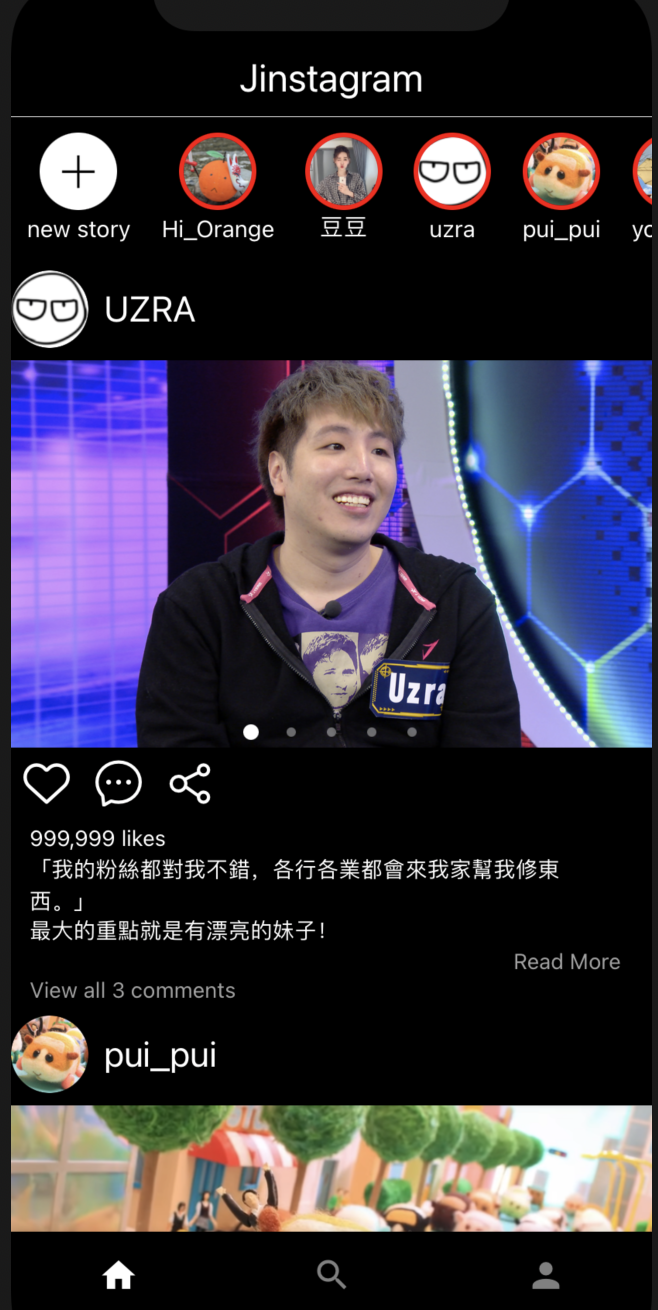 Jinstagram
new story
Hi_Orange
豆豆
uzra
pui_pui
UZRA
Uzra
999,999 likes
「我的粉絲都對我不錯，各行各業都會來我家幫我修東
西。」
最大的重點就是有漂亮的妹子！
Read More
View all 3 comments
pui_pui